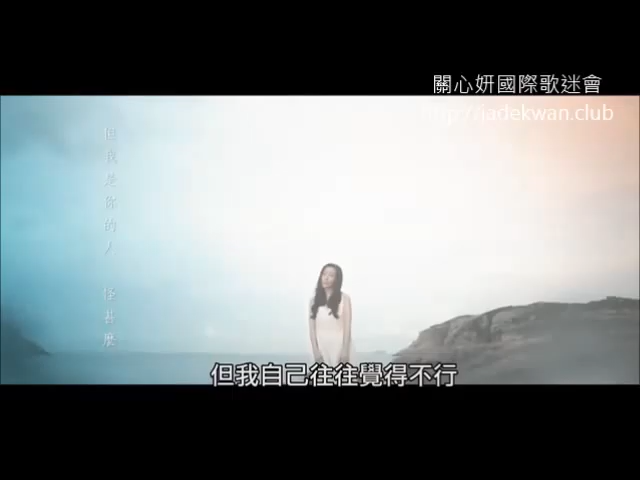 關心妍國際歌迷會
http://jadekwan.club
但我是你的人 怪甚麼
但我自己往往覺得不行